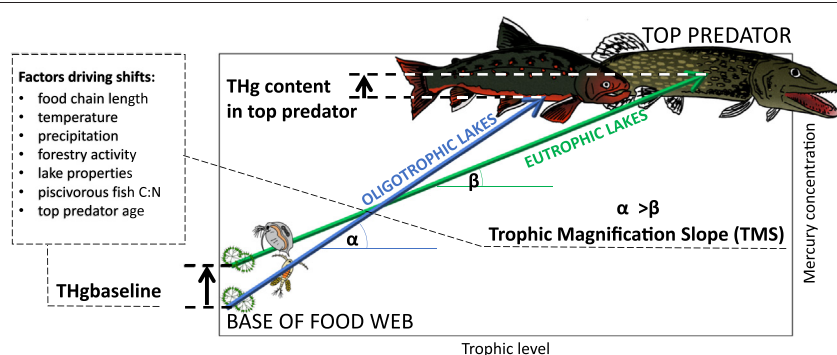 TOP PREDATOR
Factors driving shifts:
• food chain length
• temperature
• precipitation
• forestry activity
• lake properties
• piscivorous fish C:N
• top predator age
THg content
in top predator
OLIGOTROPHIC LAKES
EUTROPHIC LAKES
β
α
α >β
Trophic Magnification Slope (TMS)
Mercury concentration
THgbaseline
BASE OF FOOD WEB
Trophic level